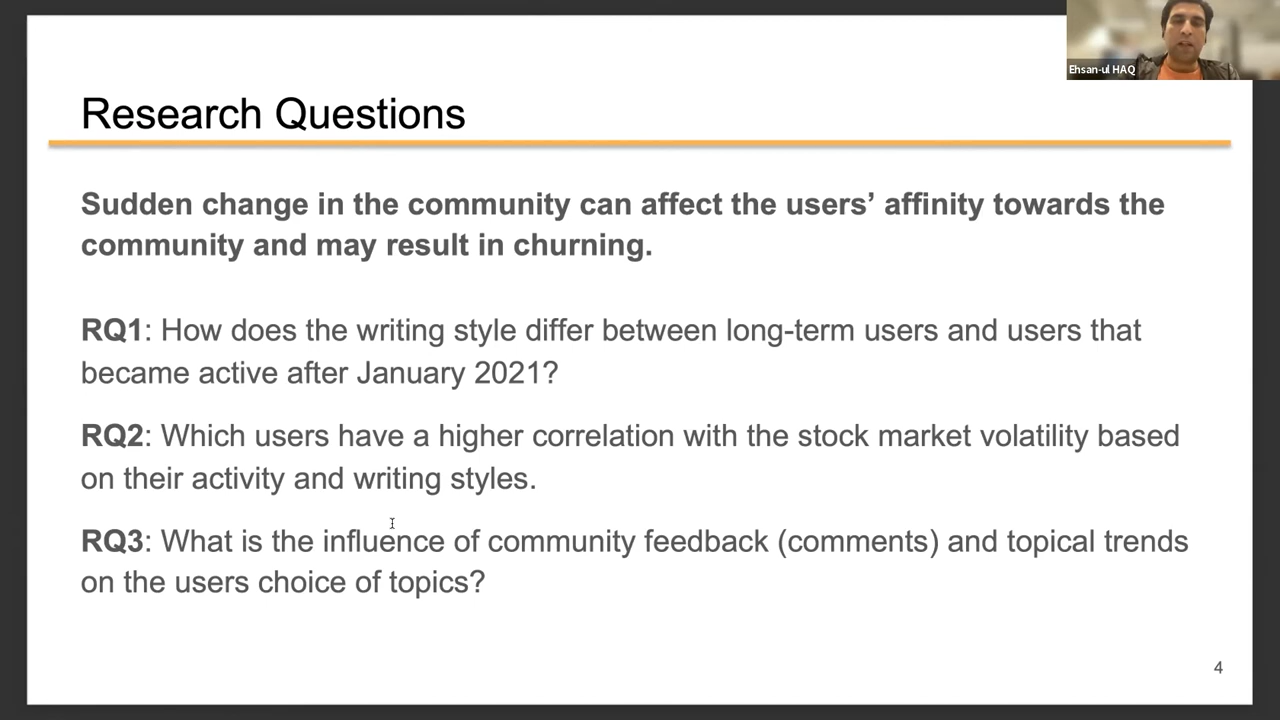 Ehsan-ul HAQ
Research Questions
Sudden change in the community can affect the users’ affinity towards the
community and may result in churning.
RQ1: How does the writing style differ between long-term users and users that
became active after January 2021?
RQ2: Which users have a higher correlation with the stock market volatility based
on their activity and writing styles.
RQ3: What is the influence of community feedback (comments) and topical trends
on the users choice of topics?
4